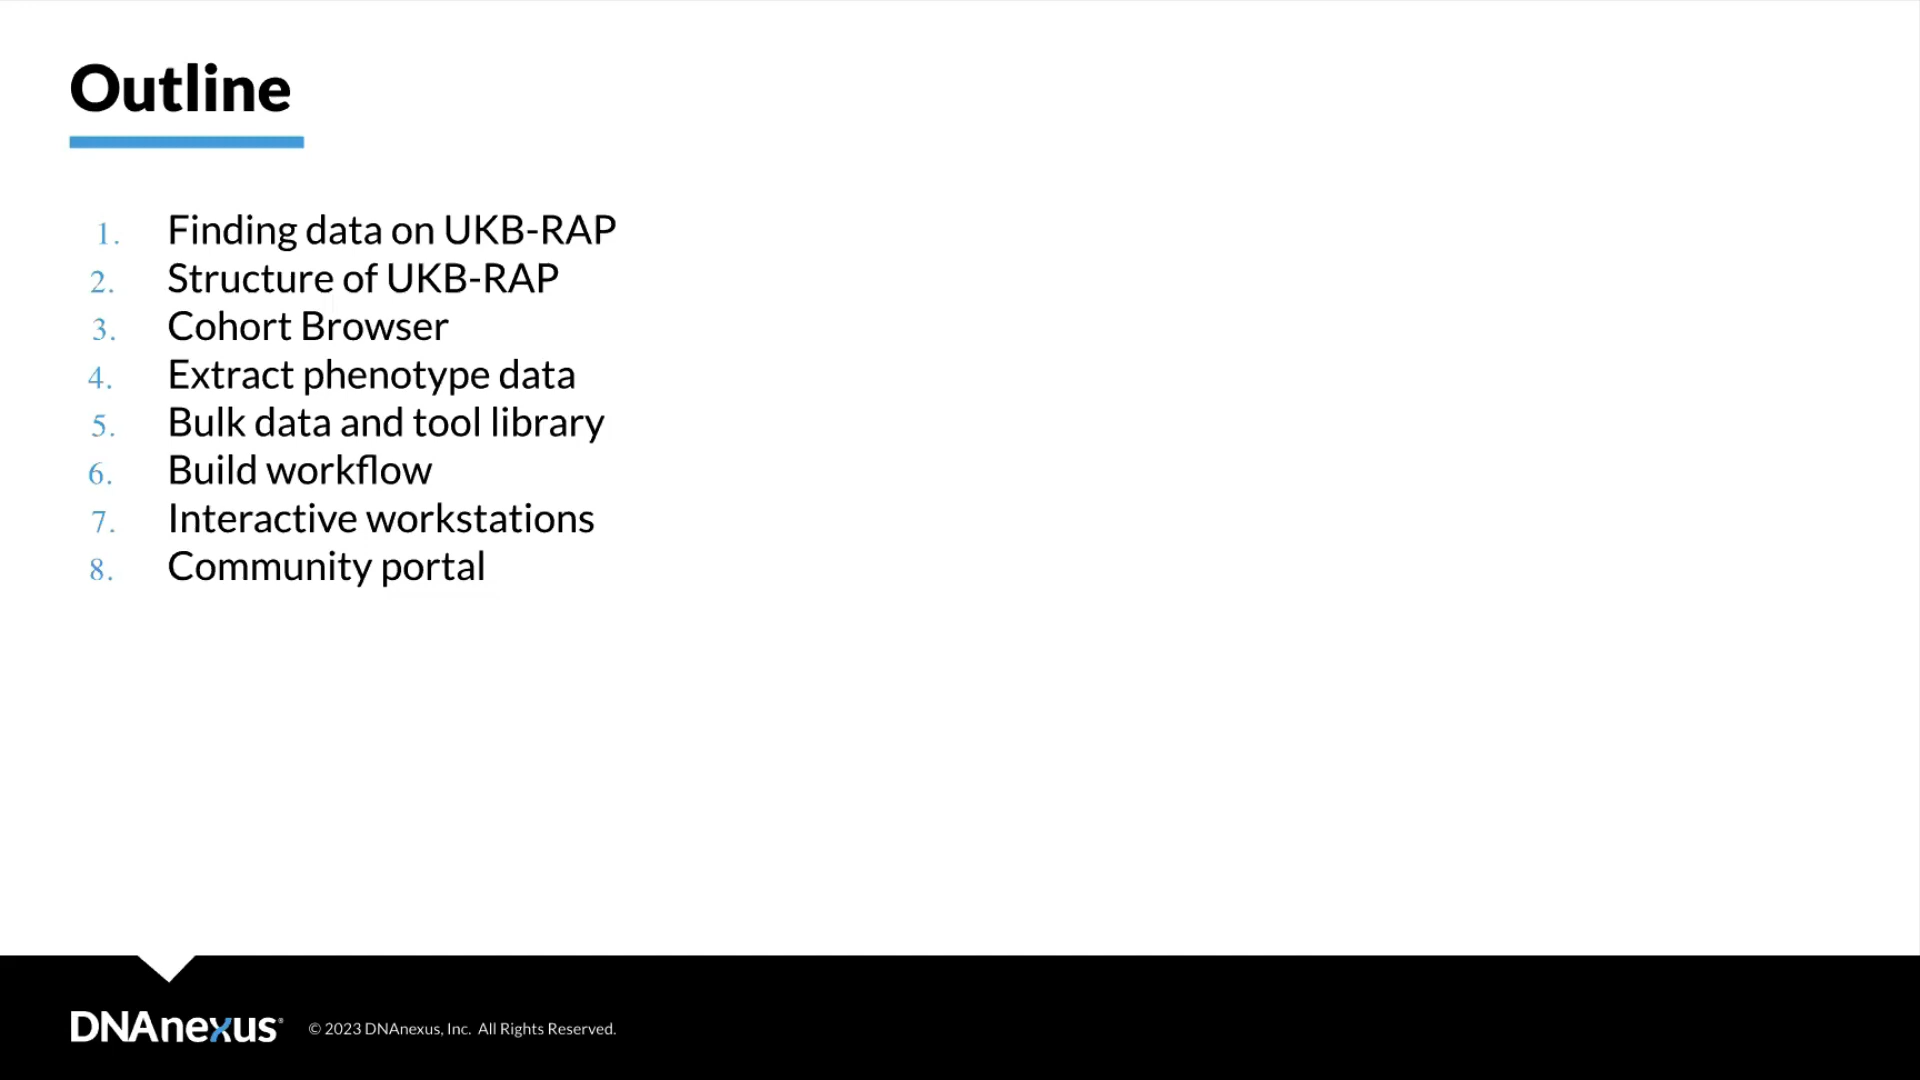 Outline
1. Finding data on UKB-RAP
2. Structure of UKB-RAP
3. Cohort Browser
4. Extract phenotype data
5. Bulk data and tool library
6. Build workflow
7. Interactive workstations
8. Community portal
DNAnexus® © 2023 DNAnexus, Inc. All Rights Reserved.